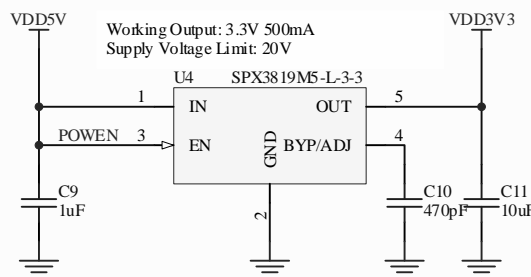 VDD5V
Working Output: 3.3V 500mA
Supply Voltage Limit: 20V
VDD3V3
U4 SPX3819M5-L-3-3
1 IN OUT 5
POWEN 3 EN BYP/ADJ 4
GND
2
C9
1uF
C10
470pF
C11
10uF